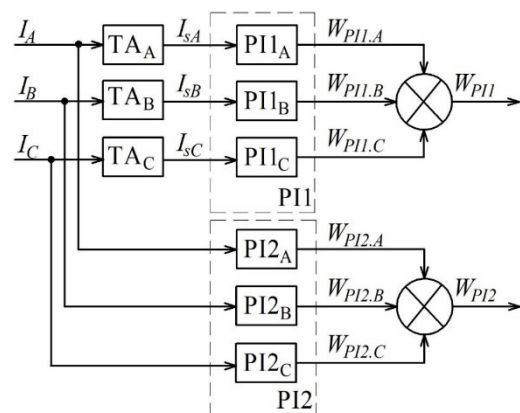 I_A TA_A I_sA PI1_A W_PI1.A
I_B TA_B I_sB PI1_B W_PI1.B W_PI1
I_C TA_C I_sC PI1_C W_PI1.C
PI1
PI2_A W_PI2.A
PI2_B W_PI2.B W_PI2
PI2_C W_PI2.C
PI2